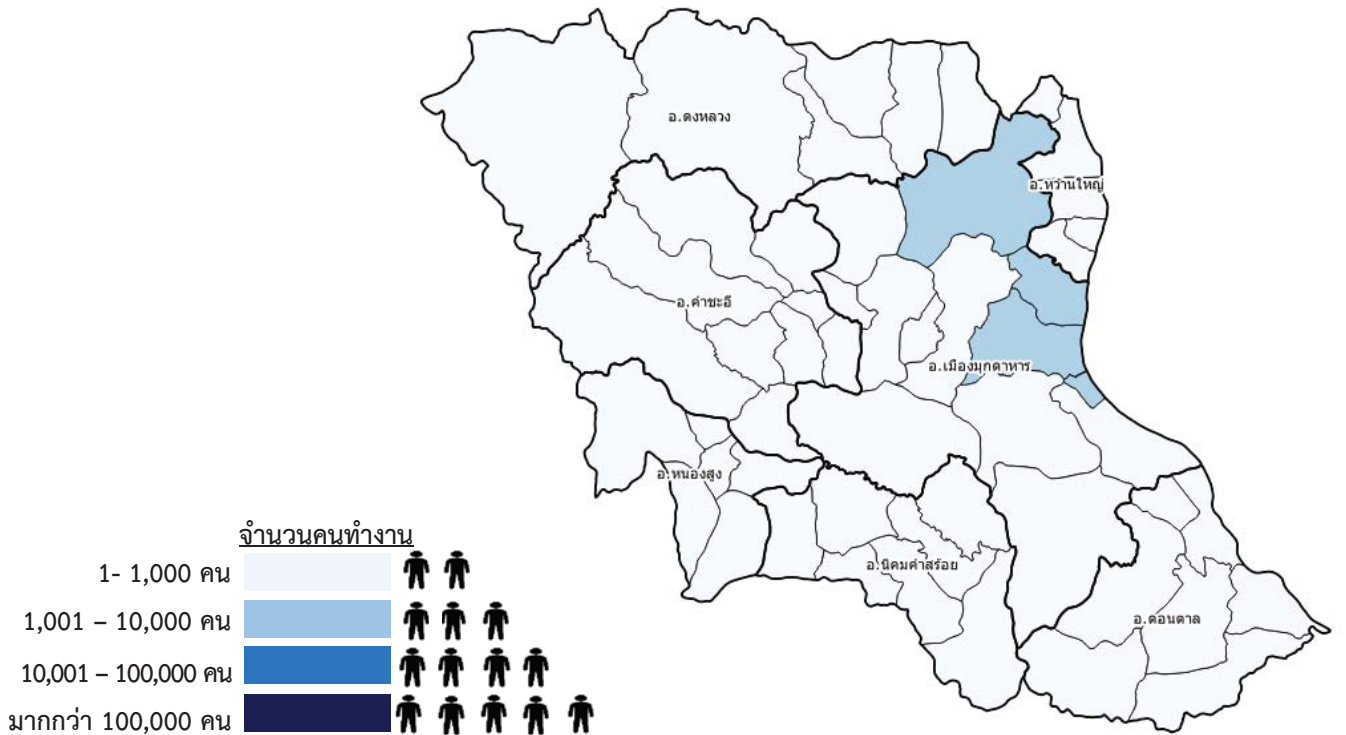 อ.ดงหลวง
อ.หว้านใหญ่
อ.คำชะอี
อ.เมืองมุกดาหาร
อ.หนองสูง
อ.นิคมคำสร้อย
อ.ดอนตาล
จำนวนคนทำงาน
1- 1,000 คน
1,001 – 10,000 คน
10,001 – 100,000 คน
มากกว่า 100,000 คน